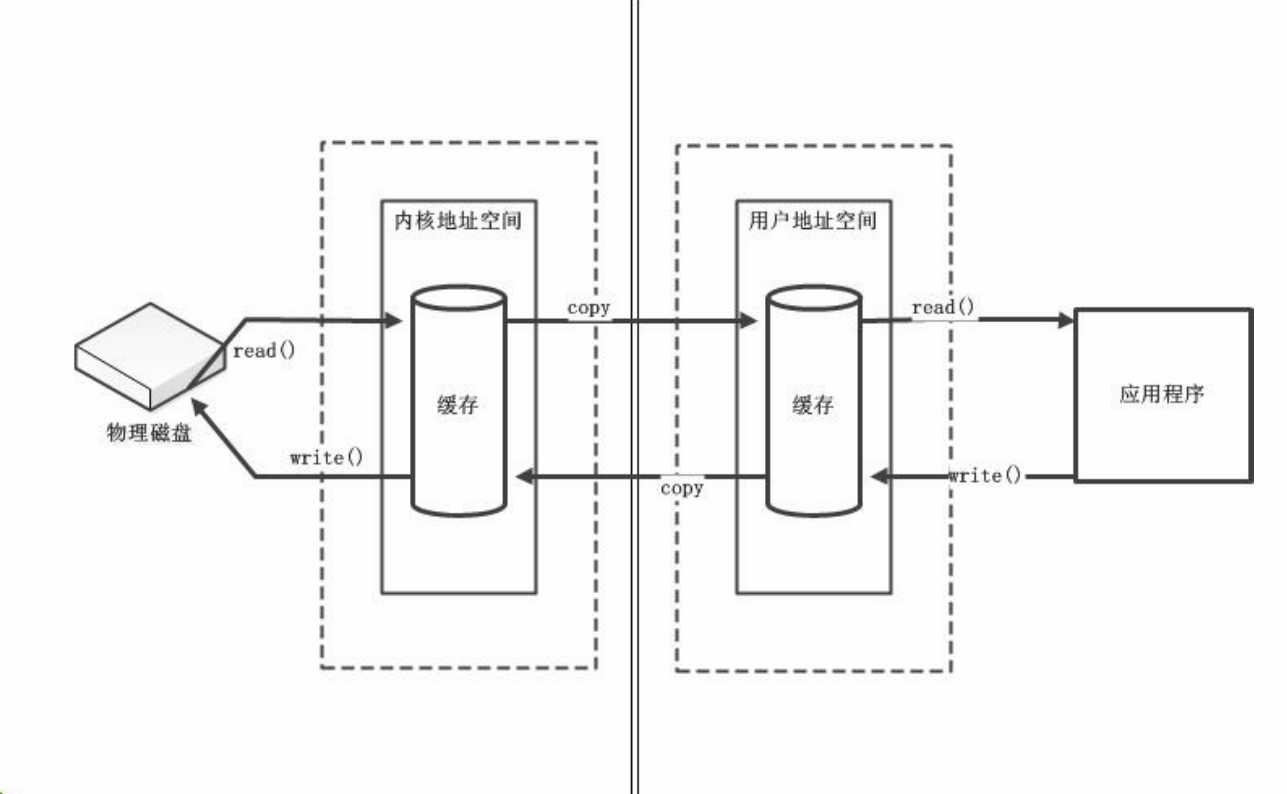 内核地址空间
用户地址空间
copy
read()
read()
缓存
缓存
应用程序
物理磁盘
write()
copy
write()